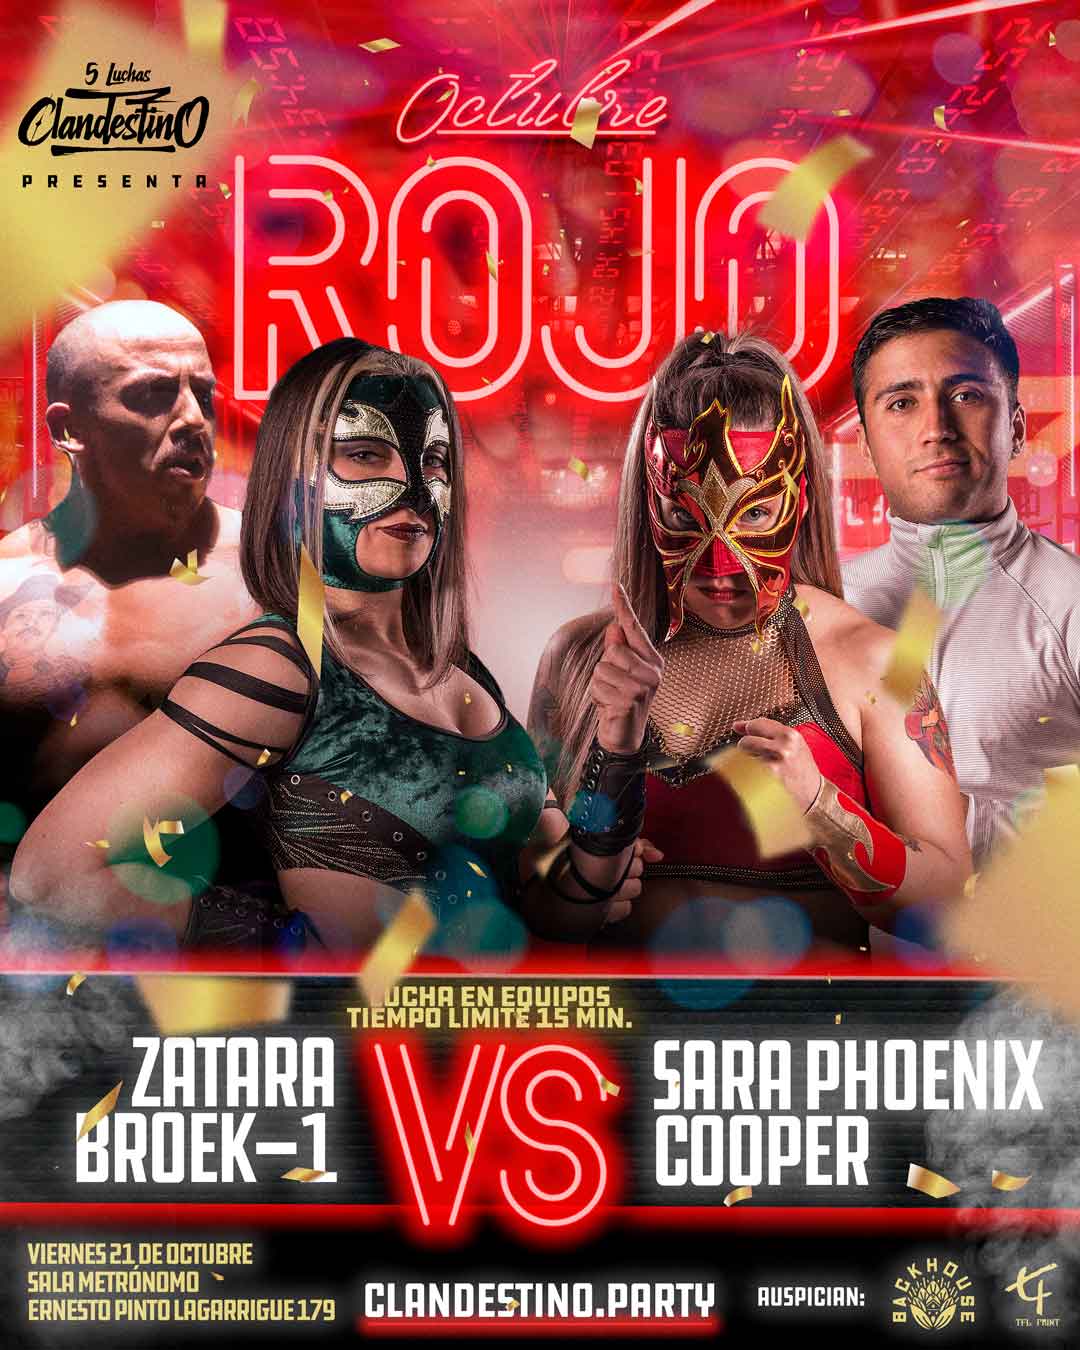 5 Luchas
Clandestino
PRESENTA
Octubre
ROJO
LUCHA EN EQUIPOS
TIEMPO LÍMITE 15 MIN.
ZATARA
BROEK-1
VS
SARA PHOENIX
COOPER
VIERNES 21 DE OCTUBRE
SALA METRÓNOMO
ERNESTO PINTO LAGARRIGUE 179
CLANDESTINO.PARTY
AUSPICIAN:
BACKHOUSE
TFL PRINT